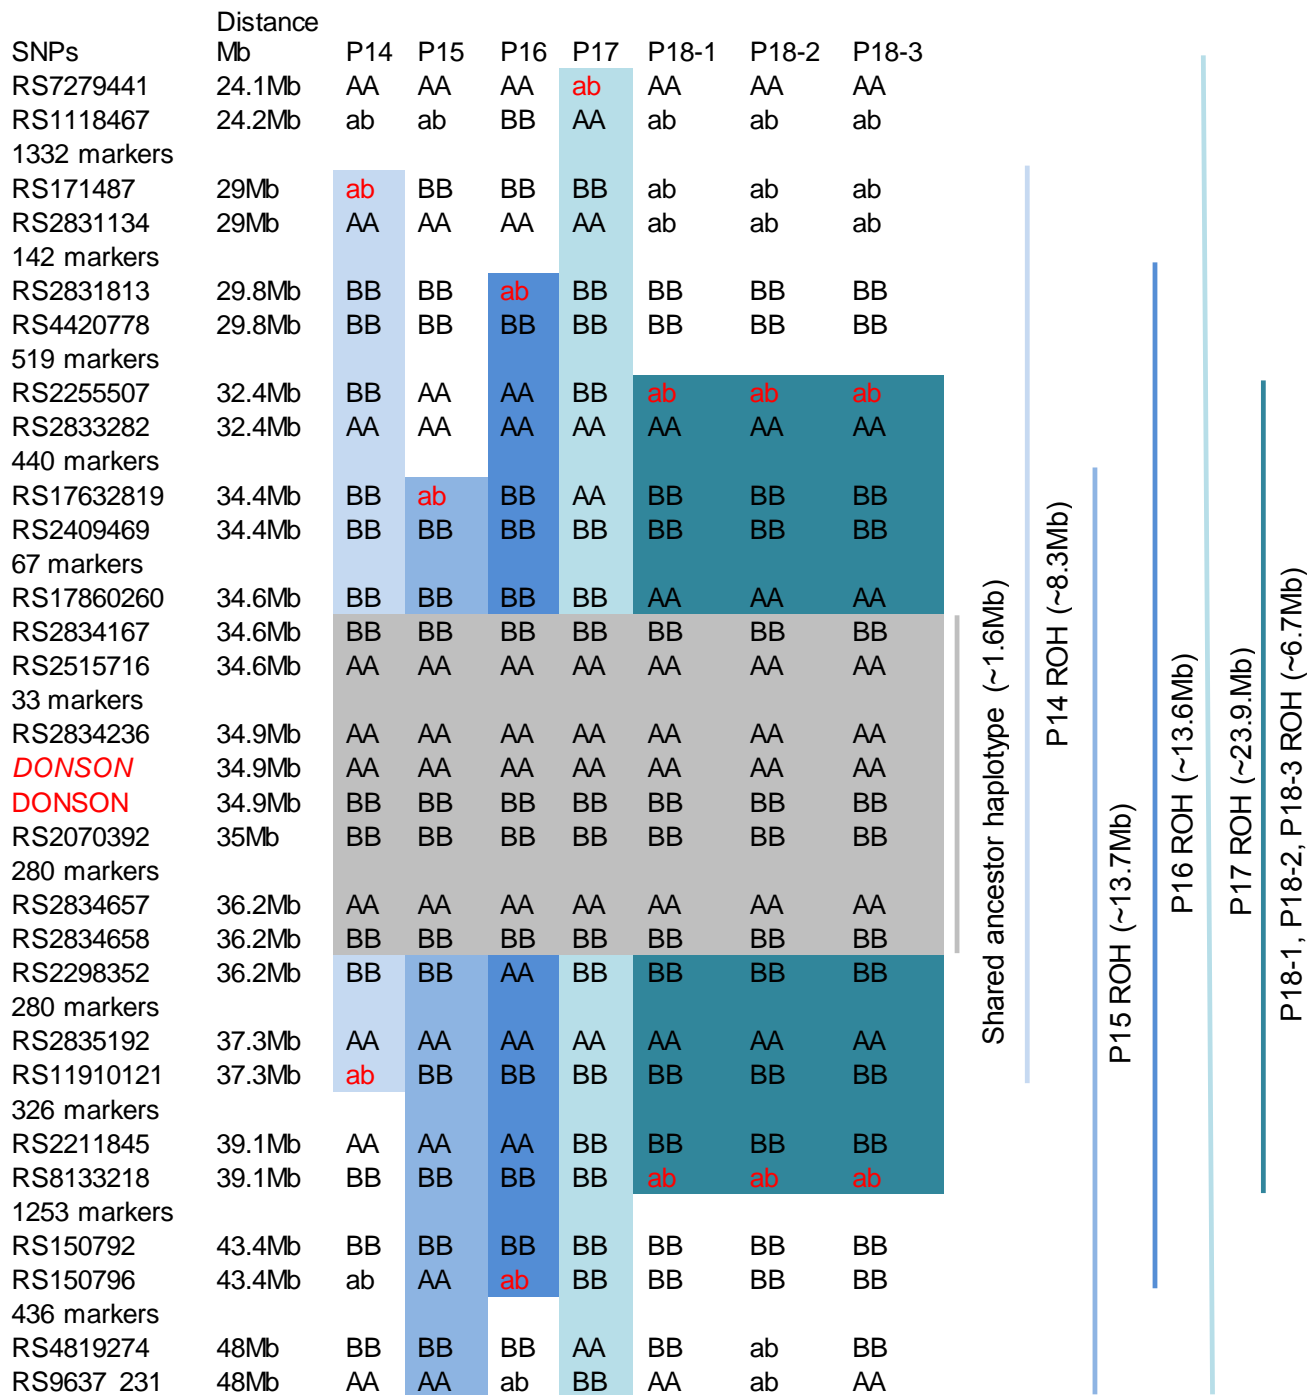 Distance
SNPs Mb P14 P15 P16 P17 P18-1 P18-2 P18-3
RS7279441 24.1Mb AA AA AA ab AA AA AA
RS1118467 24.2Mb ab ab BB AA ab ab ab
1332 markers
RS171487 29Mb ab BB BB BB ab ab ab
RS2831134 29Mb AA AA AA AA ab ab ab
142 markers
RS2831813 29.8Mb BB BB ab BB BB BB BB
RS4420778 29.8Mb BB BB BB BB BB BB BB
519 markers
RS2255507 32.4Mb BB AA AA BB ab ab ab
RS2833282 32.4Mb AA AA AA AA AA AA AA
440 markers
RS17632819 34.4Mb BB ab BB AA BB BB BB
RS2409469 34.4Mb BB BB BB BB BB BB BB
67 markers
RS17860260 34.6Mb BB BB BB BB AA AA AA
RS2834167 34.6Mb BB BB BB BB BB BB BB
RS2515716 34.6Mb AA AA AA AA AA AA AA
33 markers
RS2834236 34.9Mb AA AA AA AA AA AA AA
DONSON 34.9Mb AA AA AA AA AA AA AA
DONSON 34.9Mb BB BB BB BB BB BB BB
RS2070392 35Mb BB BB BB BB BB BB BB
280 markers
RS2834657 36.2Mb AA AA AA AA AA AA AA
RS2834658 36.2Mb BB BB BB BB BB BB BB
RS2298352 36.2Mb BB BB AA BB BB BB BB
280 markers
RS2835192 37.3Mb AA AA AA AA AA AA AA
RS11910121 37.3Mb ab BB BB BB BB BB BB
326 markers
RS2211845 39.1Mb AA AA AA BB BB BB BB
RS8133218 39.1Mb BB BB BB BB ab ab ab
1253 markers
RS150792 43.4Mb BB BB BB BB BB BB BB
RS150796 43.4Mb ab AA ab BB BB BB BB
436 markers
RS4819274 48Mb BB BB BB AA BB ab BB
RS9637 231 48Mb AA AA ab BB AA ab AA
Shared ancestor haplotype (~1.6Mb)
P14 ROH (~8.3Mb)
P15 ROH (~13.7Mb)
P16 ROH (~13.6Mb)
P17 ROH (~23.9.Mb)
P18-1, P18-2, P18-3 ROH (~6.7Mb)